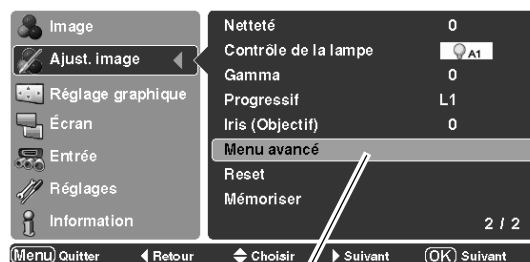 Image
Ajust. image
Réglage graphique
Écran
Entrée
Réglages
Information
Netteté 0
Contrôle de la lampe A1
Gamma 0
Progressif L1
Iris (Objectif) 0
Menu avancé
Reset
Mémoriser
2 / 2
Menu Quitter Retour Choisir Suivant OK Suivant